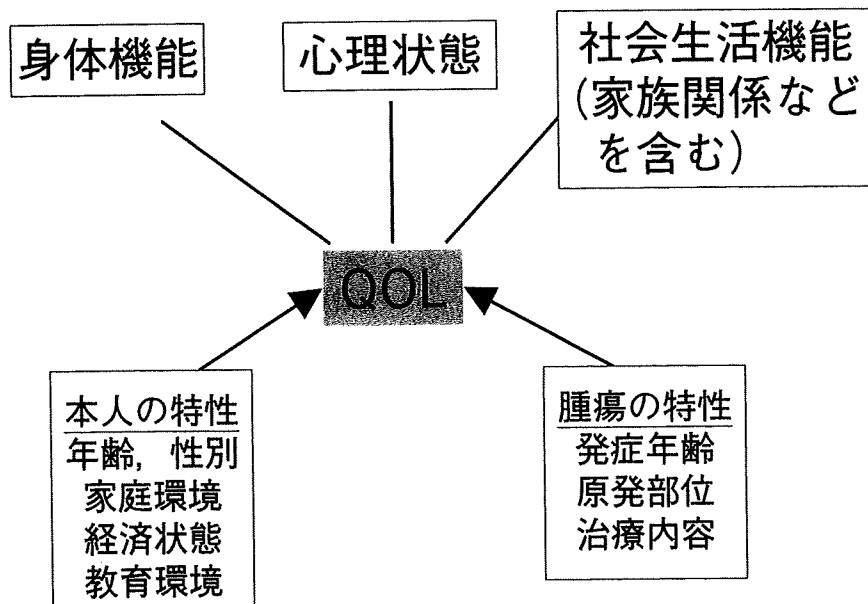 身体機能
心理状態
社会生活機能
(家族関係など
を含む)
QOL
本人の特性
年齢，性別
家庭環境
経済状態
教育環境
腫瘍の特性
発症年齢
原発部位
治療内容